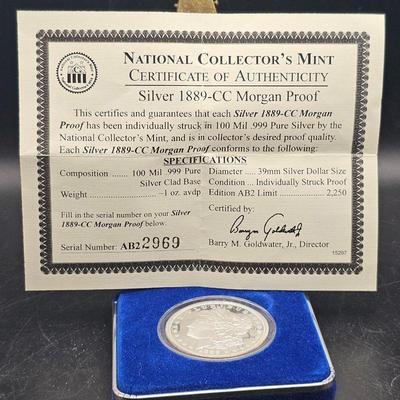 NATIONAL COLLECTOR'S MINT
CERTIFICATE OF AUTHENTICITY
Silver 1889-CC Morgan Proof
This certifies and guarantees that each Silver 1889-CC Morgan
Proof has been individually struck in 100 Mil .999 Pure Silver by the
National Collector's Mint, and is in collector's desired proof quality.
Each Silver 1889-CC Morgan Proof conforms to the following:
SPECIFICATIONS
Composition ........ 100 Mil .999 Pure
Silver Clad Base
Weight ..................... ~1 oz. avdp
Diameter .... 39mm Silver Dollar Size
Condition ... Individually Struck Proof
Edition AB2 Limit ................... 2,250
Fill in the serial number on your Silver
1889-CC Morgan Proof below.
Serial Number: AB2 2969
Certified by:
Barry M. Goldwater, Jr., Director
15297